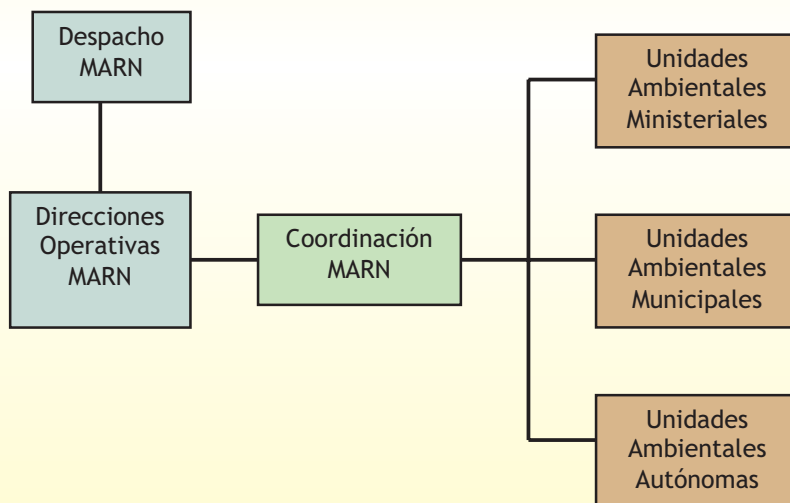 Despacho
MARN
Direcciones
Operativas
MARN
Coordinación
MARN
Unidades
Ambientales
Ministeriales
Unidades
Ambientales
Municipales
Unidades
Ambientales
Autónomas